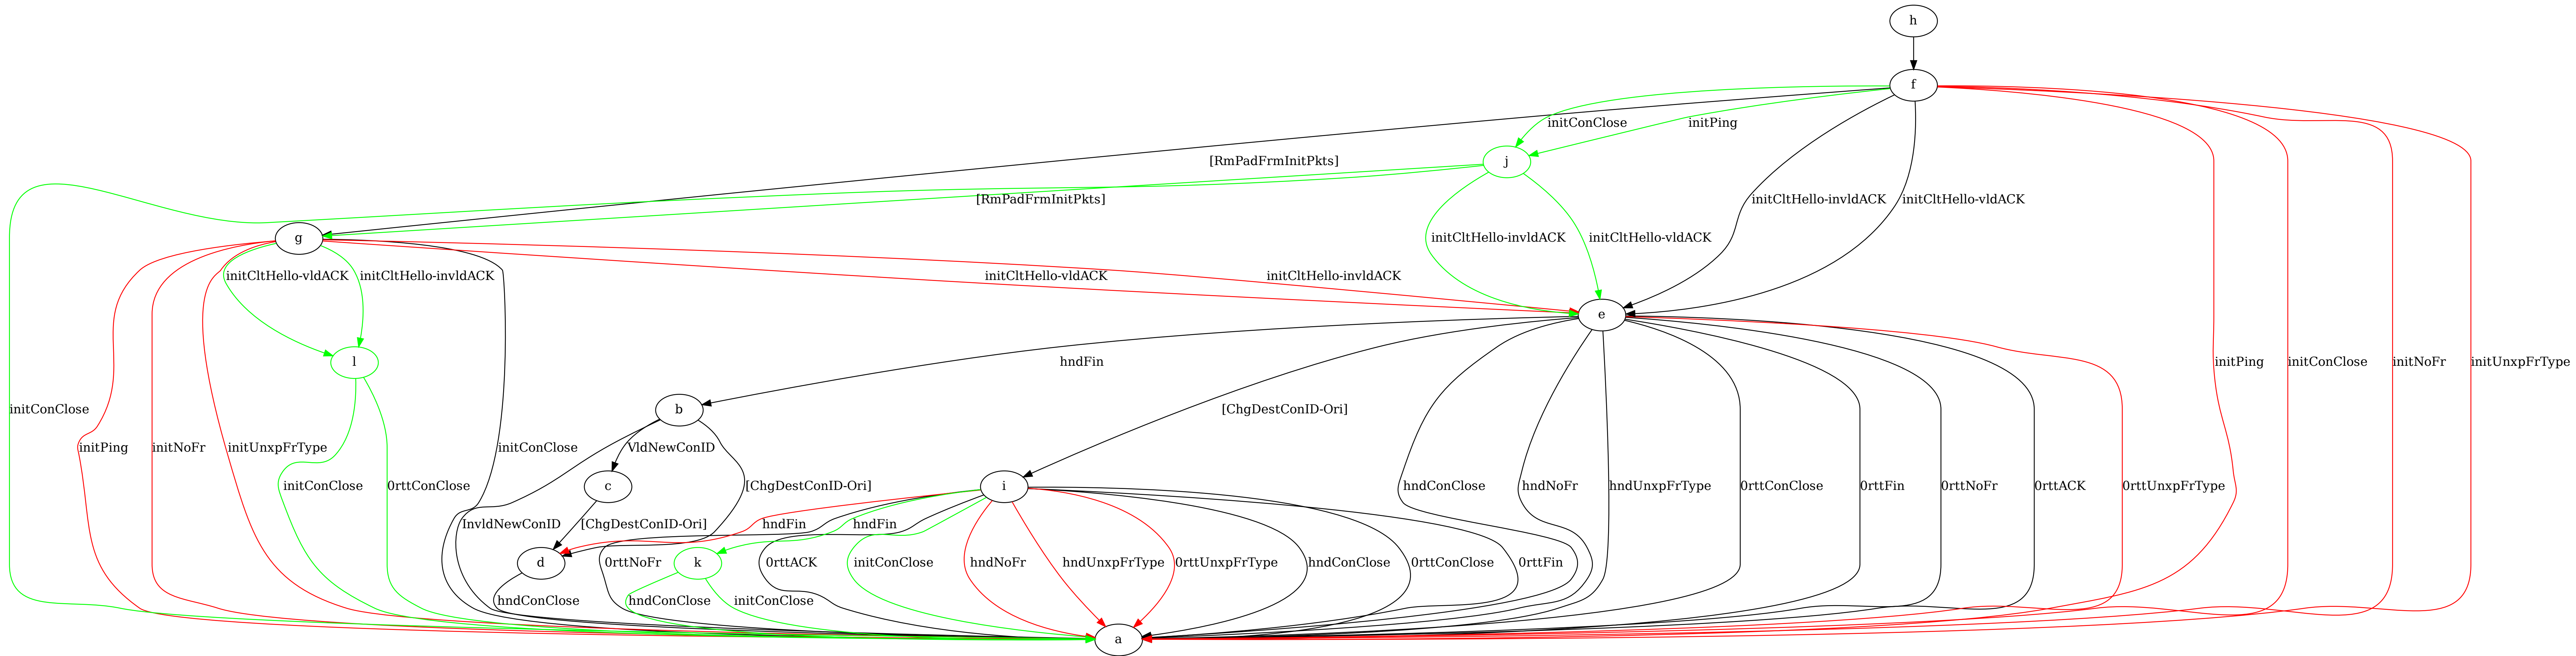 h
f
initConClose
initPing
j
[RmPadFrmInitPkts]
[RmPadFrmInitPkts]
initCltHello-invldACK
initCltHello-vldACK
g
initCltHello-invldACK
initCltHello-vldACK
initCltHello-vldACK
initCltHello-invldACK
initCltHello-vldACK
initCltHello-invldACK
e
l
hndFin
initPing
initConClose
initNoFr
initUnxpFrType
initConClose
b
[ChgDestConID-Ori]
initPing
initNoFr
initUnxpFrType
initConClose
VldNewConID
initConClose
0rttConClose
c
[ChgDestConID-Ori]
i
hndConClose
hndNoFr
hndUnxpFrType
0rttConClose
0rttFin
0rttNoFr
0rttACK
0rttUnxpFrType
InvldNewConID
[ChgDestConID-Ori]
hndFin
hndFin
d
0rttNoFr
k
0rttACK
initConClose
hndNoFr
hndUnxpFrType
0rttUnxpFrType
hndConClose
0rttConClose
0rttFin
hndConClose
hndConClose
initConClose
a